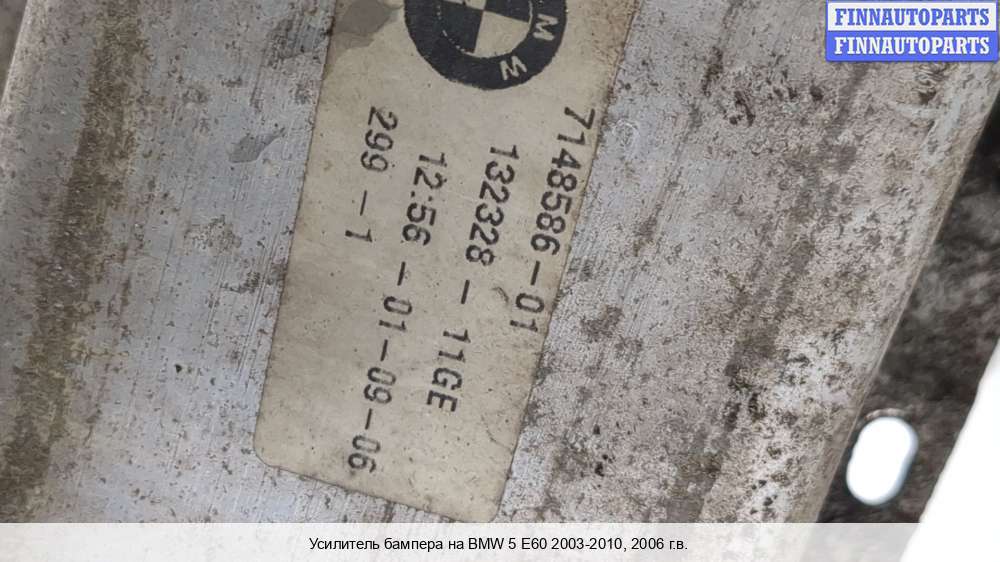 FINNAUTOPARTS
FINNAUTOPARTS
M W
7148586-01
132328 - 11GE
12:56 - 01-09-06
299 - 1
Усилитель бампера на BMW 5 E60 2003-2010, 2006 г.в.